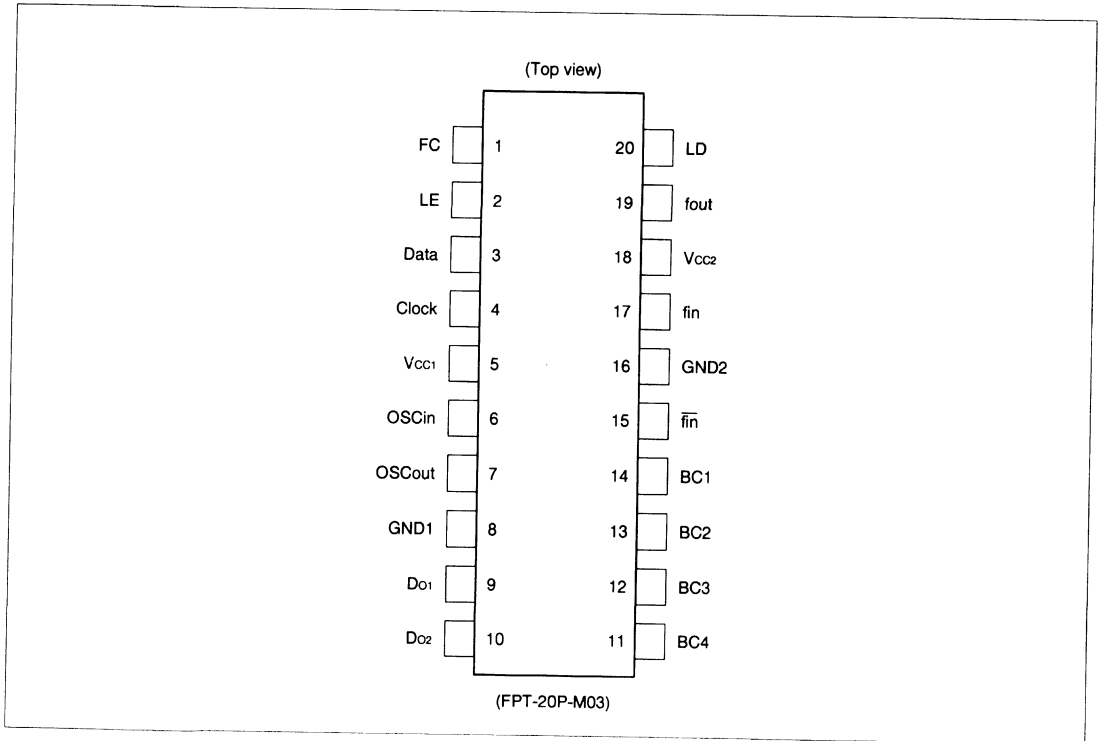 (Top view)
FC 1 20 LD
LE 2 19 fout
Data 3 18 Vcc2
Clock 4 17 fin
Vcc1 5 16 GND2
OSCin 6 15 f̅i̅n̅
OSCout 7 14 BC1
GND1 8 13 BC2
Do1 9 12 BC3
Do2 10 11 BC4
(FPT-20P-M03)